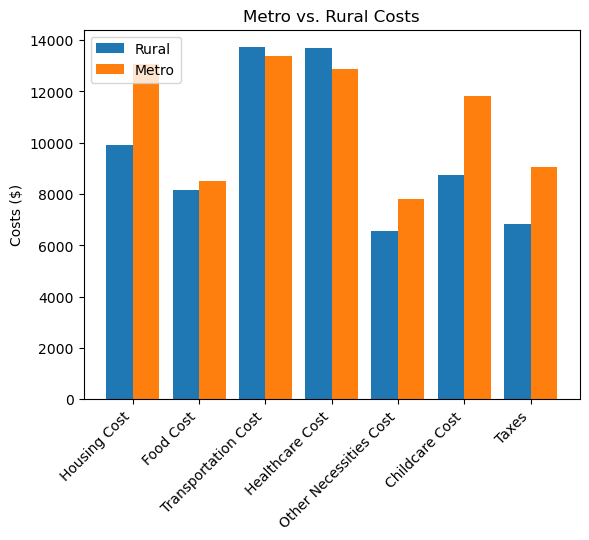 Metro vs. Rural Costs
Rural
Metro
Costs ($)
14000
12000
10000
8000
6000
4000
2000
0
Housing Cost
Food Cost
Transportation Cost
Healthcare Cost
Other Necessities Cost
Childcare Cost
Taxes